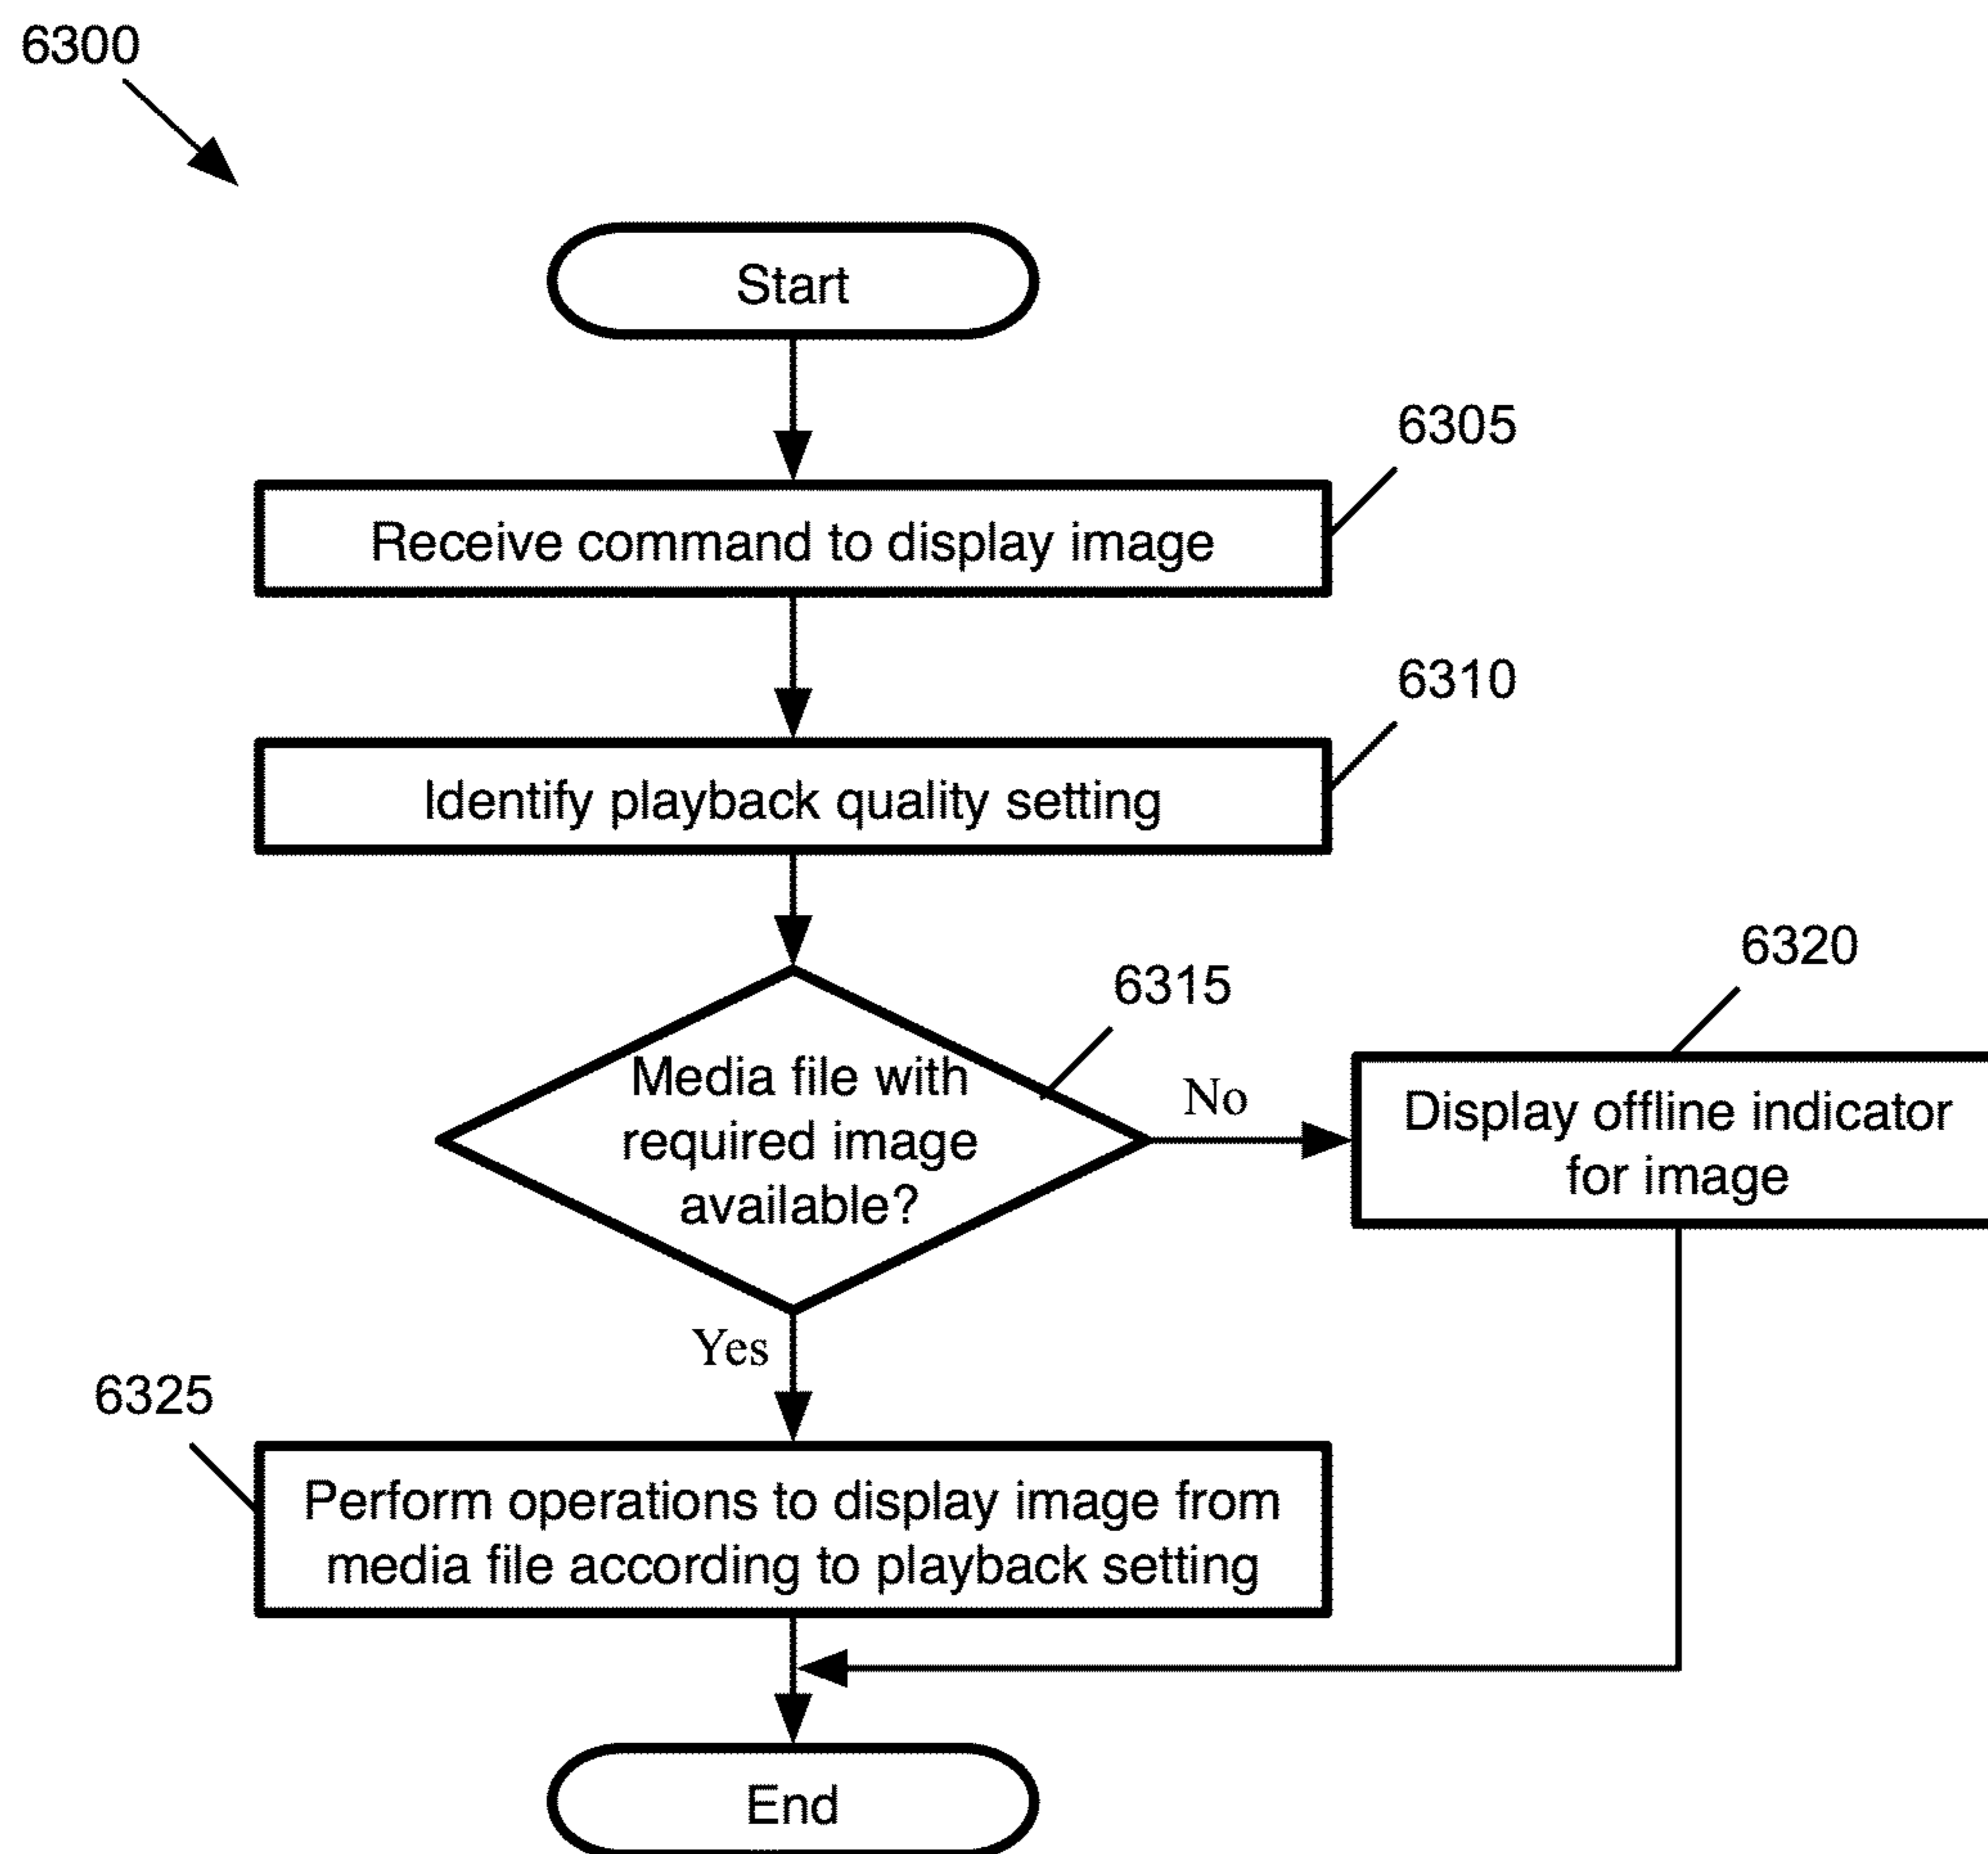 6300
Start
6305
Receive command to display image
6310
Identify playback quality setting
6315
Media file with
required image
available?
No
6320
Display offline indicator
for image
Yes
6325
Perform operations to display image from
media file according to playback setting
End